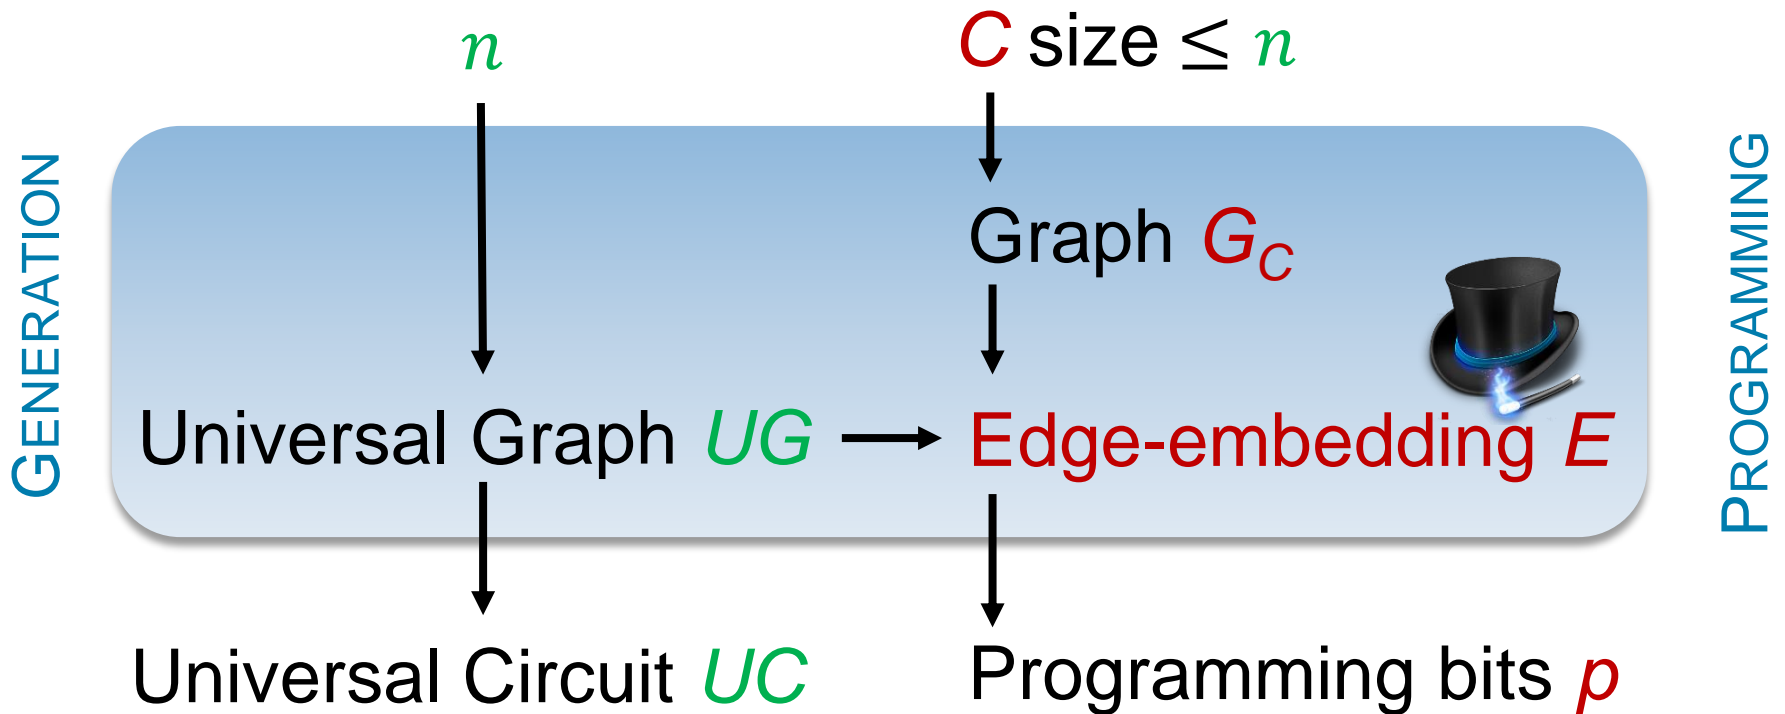 n
C size ≤ n
GENERATION
PROGRAMMING
Graph G_C
Universal Graph UG
Edge-embedding E
Universal Circuit UC
Programming bits p